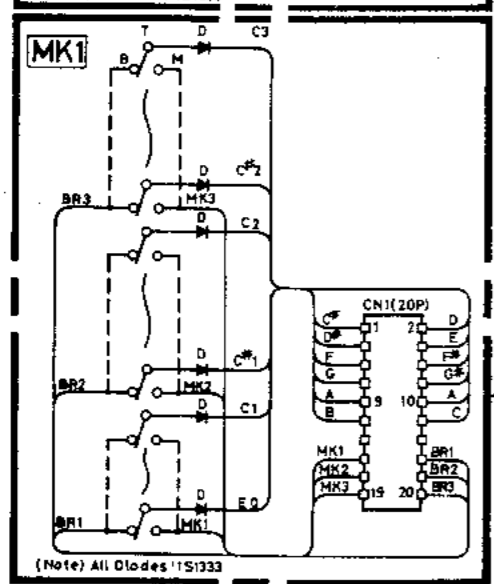 MK1
T D C3
B M
D C#2
BR3 MK3
D C2
CN1(20P)
C# 1 2 D
D# E
F F#
D C#1
G G#
BR2 MK2
A 9 10 A
D C1
B C
MK1 BR1
MK2 BR2
D E0
MK3 19 20 BR3
BR1 MK1
(Note) All Diodes 1S1333